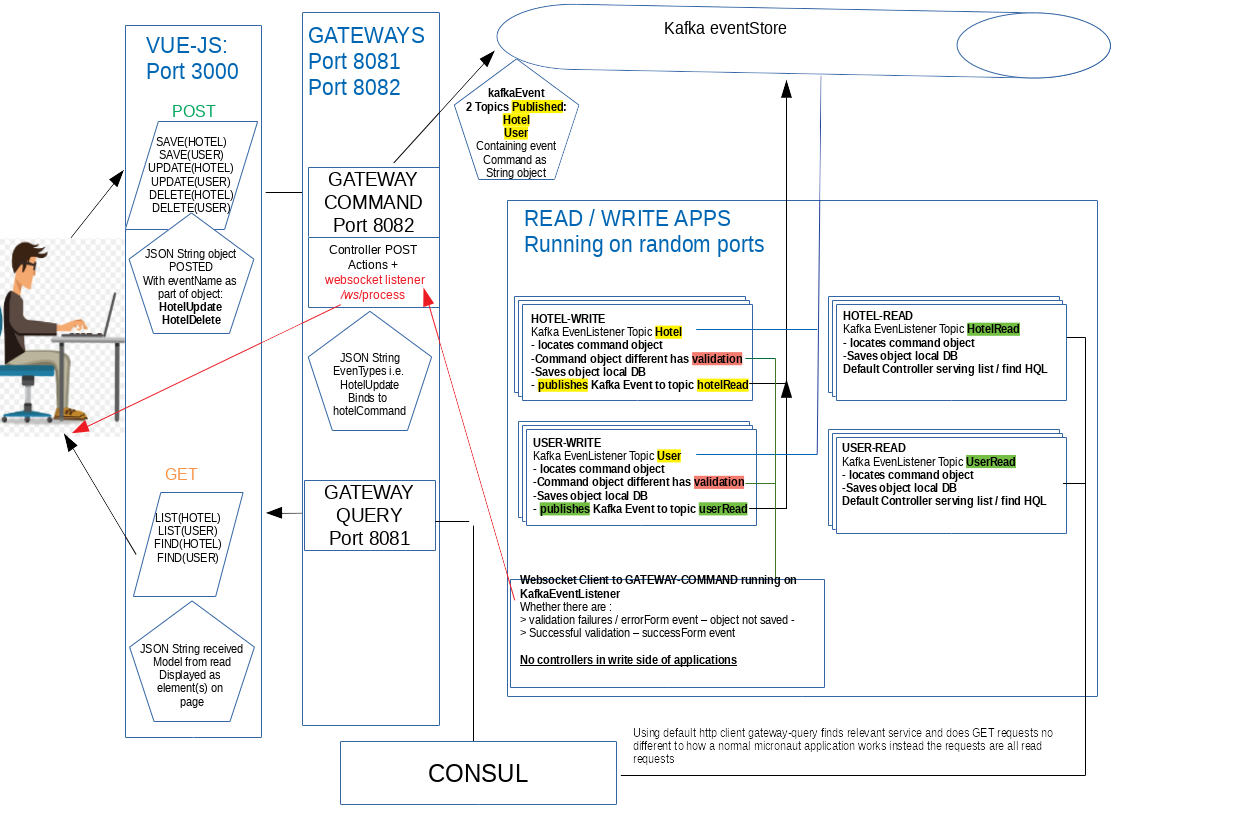 VUE-JS:
Port 3000
POST
SAVE(HOTEL)
SAVE(USER)
UPDATE(HOTEL)
UPDATE(USER)
DELETE(HOTEL)
DELETE(USER)
JSON String object
POSTED
With eventName as
part of object:
HotelUpdate
HotelDelete
GET
LIST(HOTEL)
LIST(USER)
FIND(HOTEL)
FIND(USER)
JSON String received
Model from read
Displayed as
element(s) on
page
GATEWAYS
Port 8081
Port 8082
GATEWAY
COMMAND
Port 8082
Controller POST
Actions +
websocket listener
/ws/process
JSON String
EvenTypes i.e.
HotelUpdate
Binds to
hotelCommand
GATEWAY
QUERY
Port 8081
Kafka eventStore
kafkaEvent
2 Topics Published:
Hotel
User
Containing event
Command as
String object
READ / WRITE APPS
Running on random ports
HOTEL-WRITE
Kafka EvenListener Topic Hotel
- locates command object
-Command object different has validation
-Saves object local DB
- publishes Kafka Event to topic hotelRead
HOTEL-READ
Kafka EvenListener Topic HotelRead
- locates command object
-Saves object local DB
Default Controller serving list / find HQL
USER-WRITE
Kafka EvenListener Topic User
- locates command object
-Command object different has validation
-Saves object local DB
- publishes Kafka Event to topic userRead
USER-READ
Kafka EvenListener Topic UserRead
- locates command object
-Saves object local DB
Default Controller serving list / find HQL
Websocket Client to GATEWAY-COMMAND running on
KafkaEventListener
Whether there are :
> validation failures / errorForm event – object not saved -
> Successful validation – successForm event
No controllers in write side of applications
CONSUL
Using default http client gateway-query finds relevant service and does GET requests no
different to how a normal micronaut application works instead the requests are all read
requests